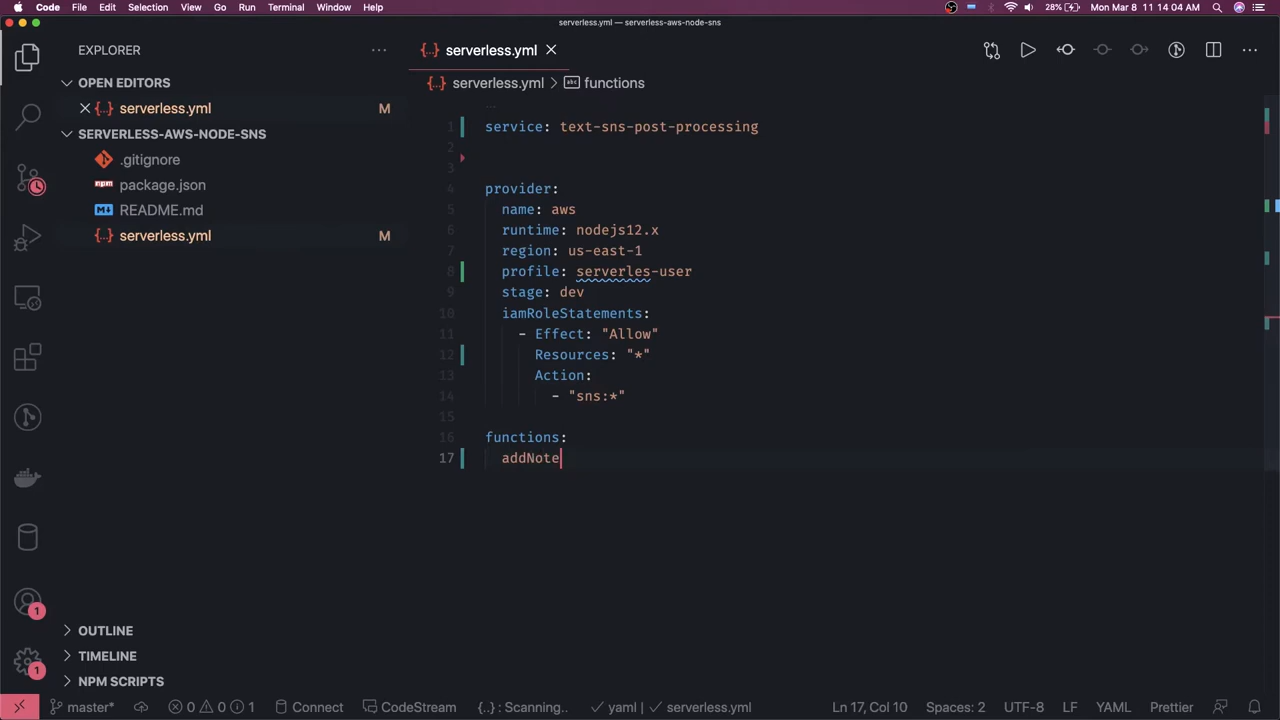 Code File Edit Selection View Go Run Terminal Window Help 28% Mon Mar 8 11 14 04 AM
serverless.yml — serverless-aws-node-sns
EXPLORER ...
OPEN EDITORS
serverless.yml M
SERVERLESS-AWS-NODE-SNS
.gitignore
package.json
README.md
serverless.yml M
OUTLINE
TIMELINE
NPM SCRIPTS
1
1
serverless.yml
serverless.yml > functions
...
1 service: text-sns-post-processing
2
3
4 provider:
5 name: aws
6 runtime: nodejs12.x
7 region: us-east-1
8 profile: serverles-user
9 stage: dev
10 iamRoleStatements:
11 - Effect: "Allow"
12 Resources: "*"
13 Action:
14 - "sns:*"
15
16 functions:
17 addNote
master* 0 0 1 Connect CodeStream {..} : Scanning.. yaml | serverless.yml Ln 17, Col 10 Spaces: 2 UTF-8 LF YAML Prettier